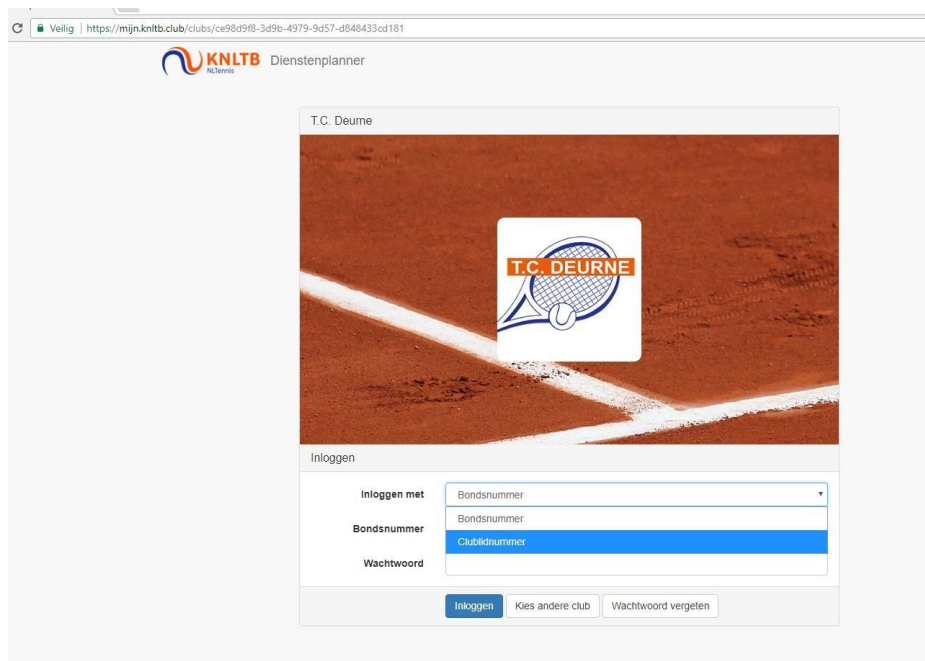 Veilig | https://mijn.knltb.club/clubs/ce98d9f8-3d9b-4979-9d57-d848433cd181
KNLTB Dienstenplanner
NLTennis
T.C. Deurne
T.C. DEURNE
Inloggen
Inloggen met Bondsnummer
Bondsnummer
Bondsnummer
Clublidnummer
Wachtwoord
Inloggen Kies andere club Wachtwoord vergeten